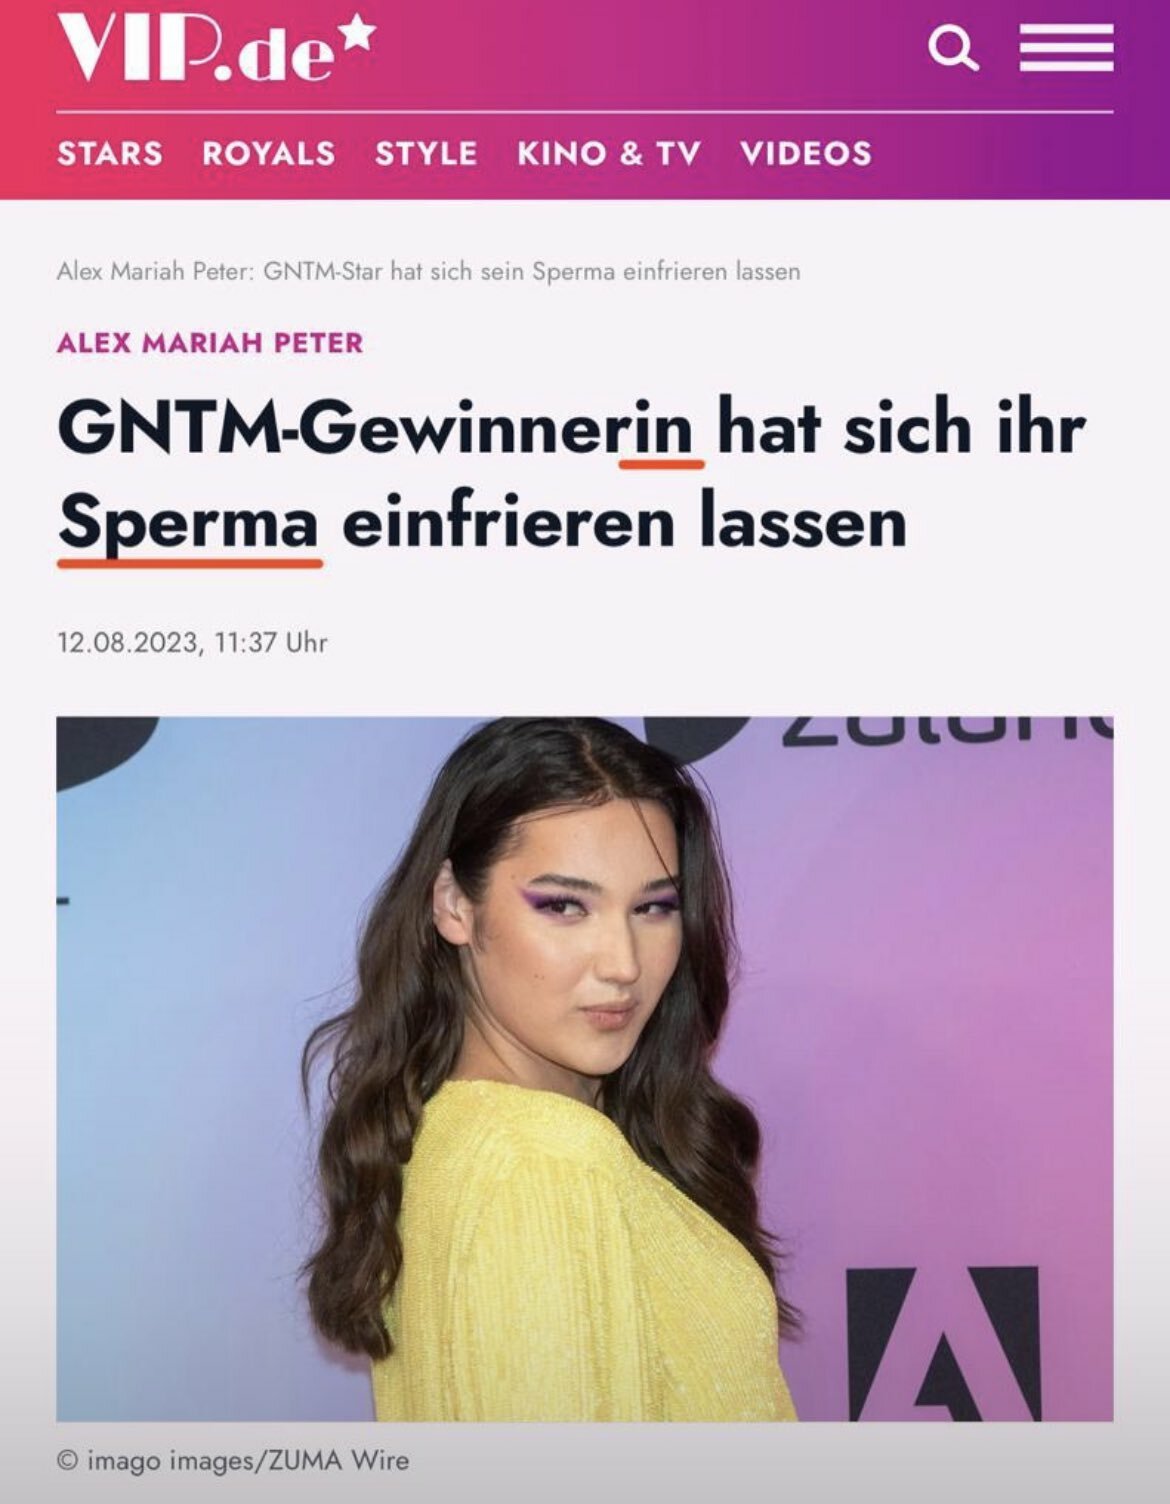 VIP.de
STARS ROYALS STYLE KINO & TV VIDEOS
Alex Mariah Peter: GNTM-Star hat sich sein Sperma einfrieren lassen
ALEX MARIAH PETER
GNTM-Gewinnerin hat sich ihr
Sperma einfrieren lassen
12.08.2023, 11:37 Uhr
© imago images/ZUMA Wire